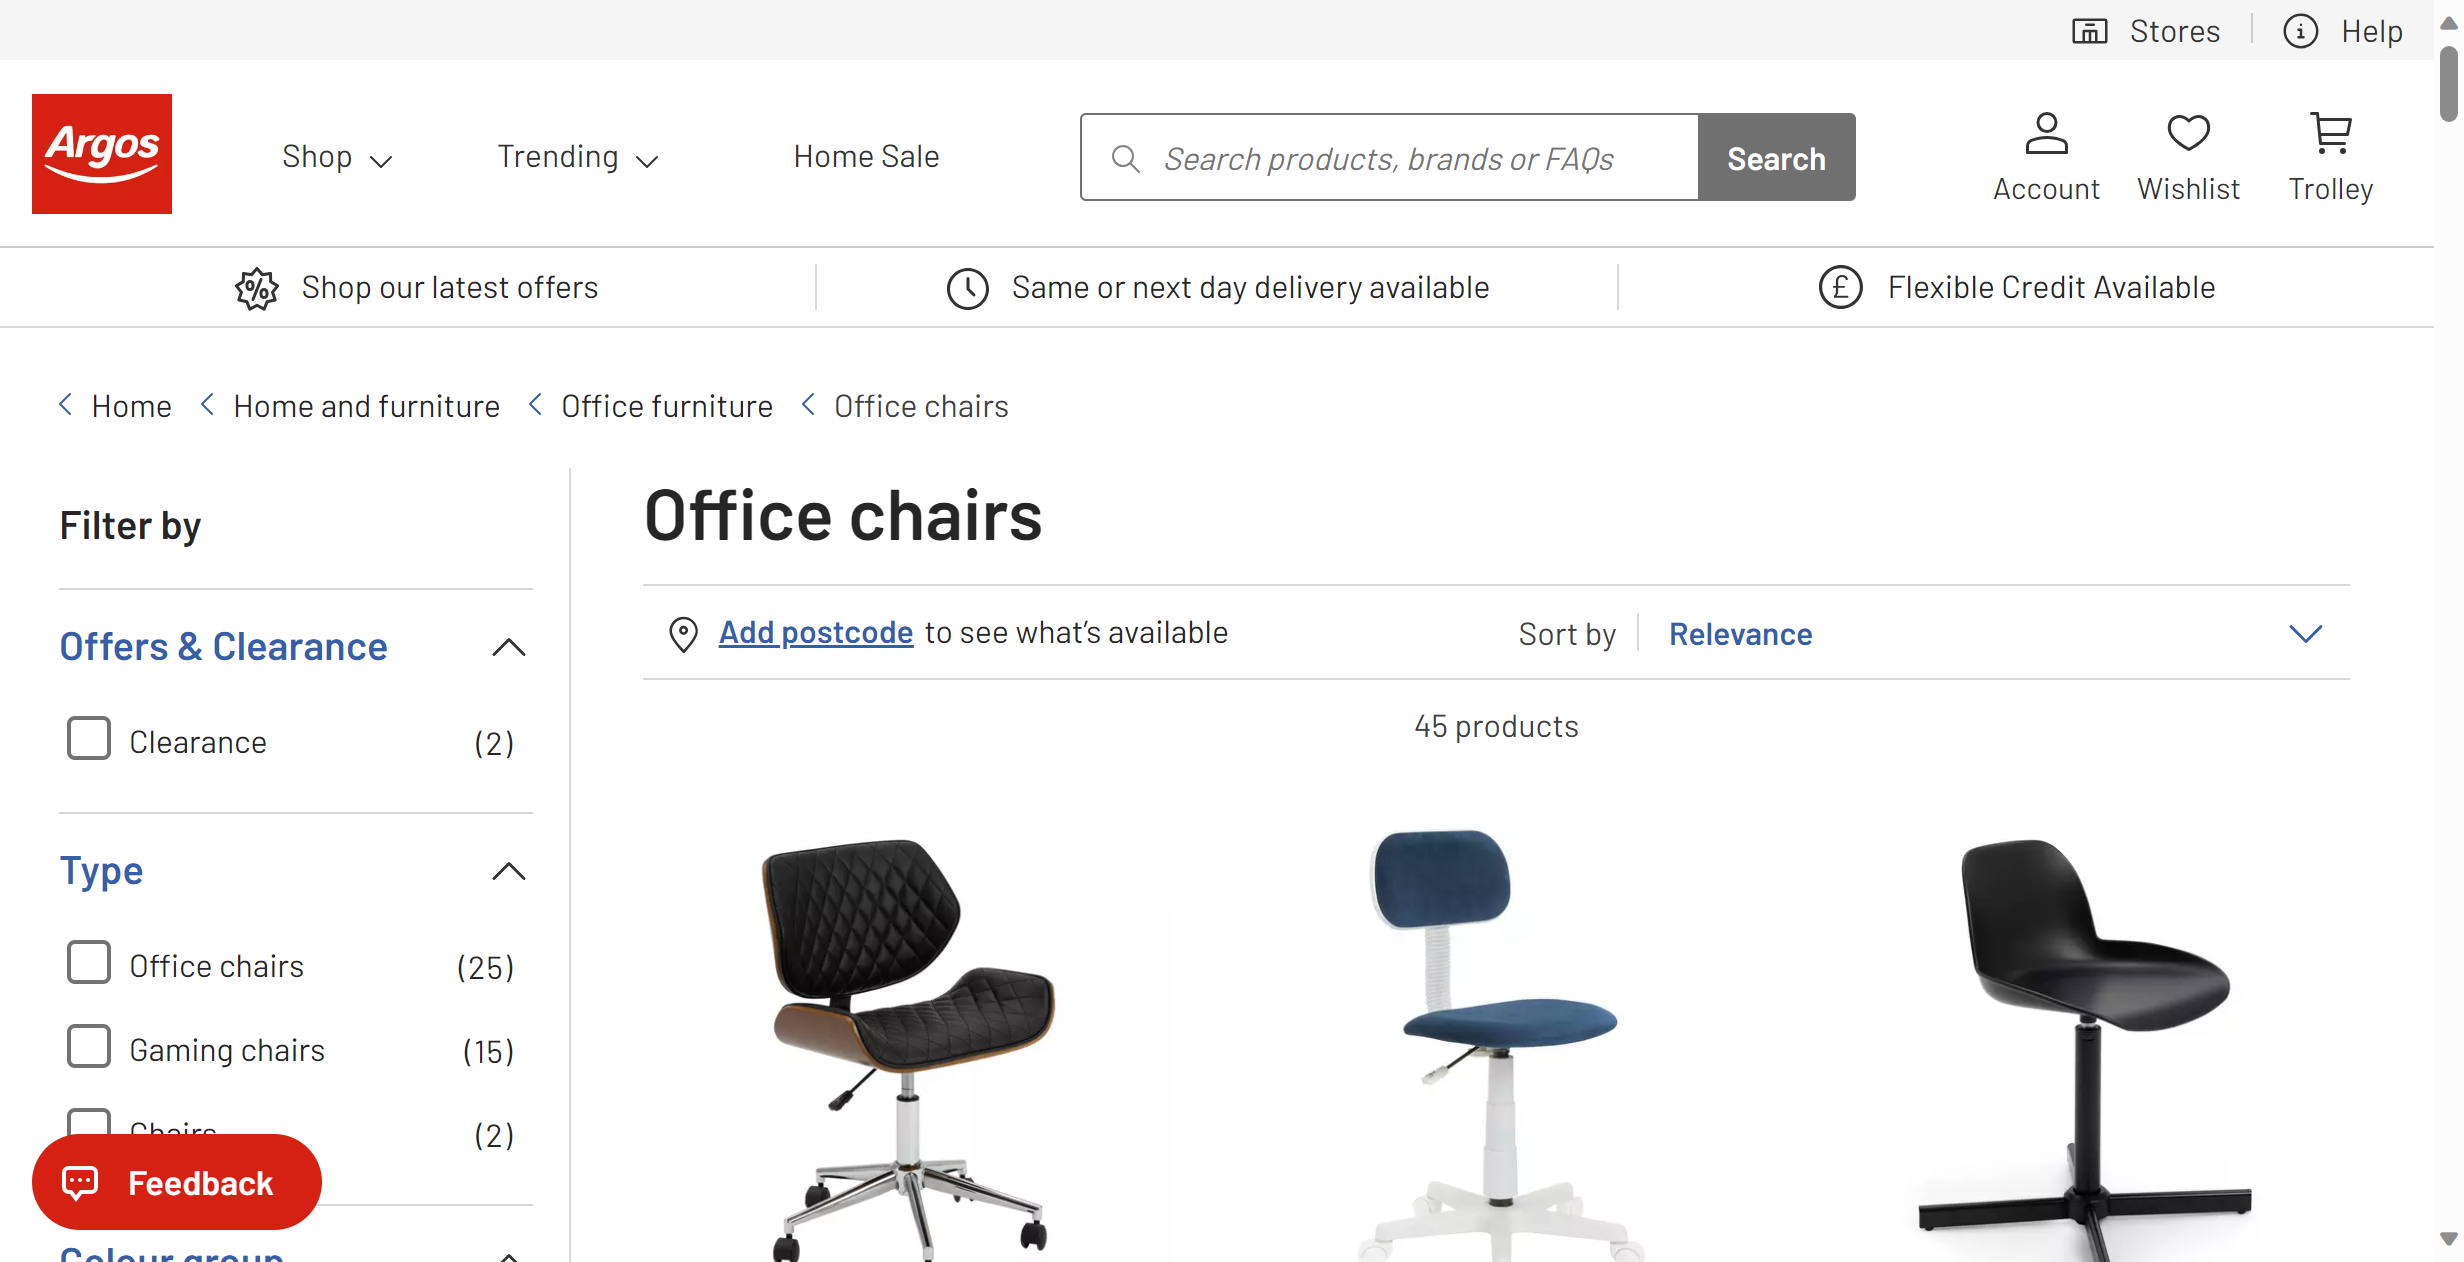 Stores
Help
Argos
Shop
Trending
Home Sale
Search products, brands or FAQs
Search
Account
Wishlist
Trolley
Shop our latest offers
Same or next day delivery available
Flexible Credit Available
Home
Home and furniture
Office furniture
Office chairs
Filter by
Offers & Clearance
Clearance (2)
Type
Office chairs (25)
Gaming chairs (15)
Chairs (2)
Feedback
Colour group
Office chairs
Add postcode to see what's available
Sort by
Relevance
45 products